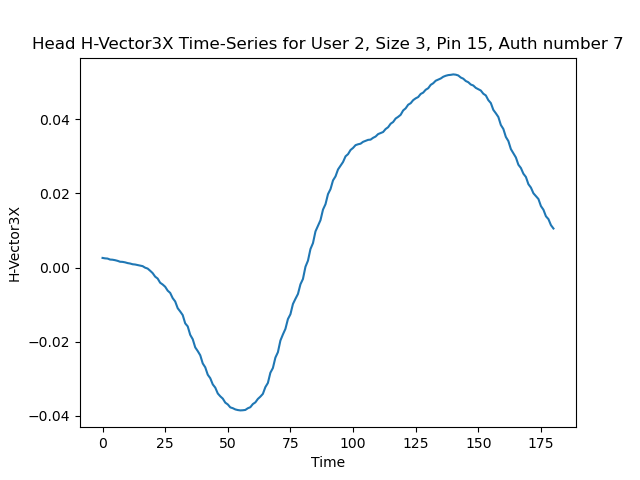 Head H-Vector3X Time-Series for User 2, Size 3, Pin 15, Auth number 7
H-Vector3X
0.04
0.02
0.00
−0.02
−0.04
0 25 50 75 100 125 150 175
Time